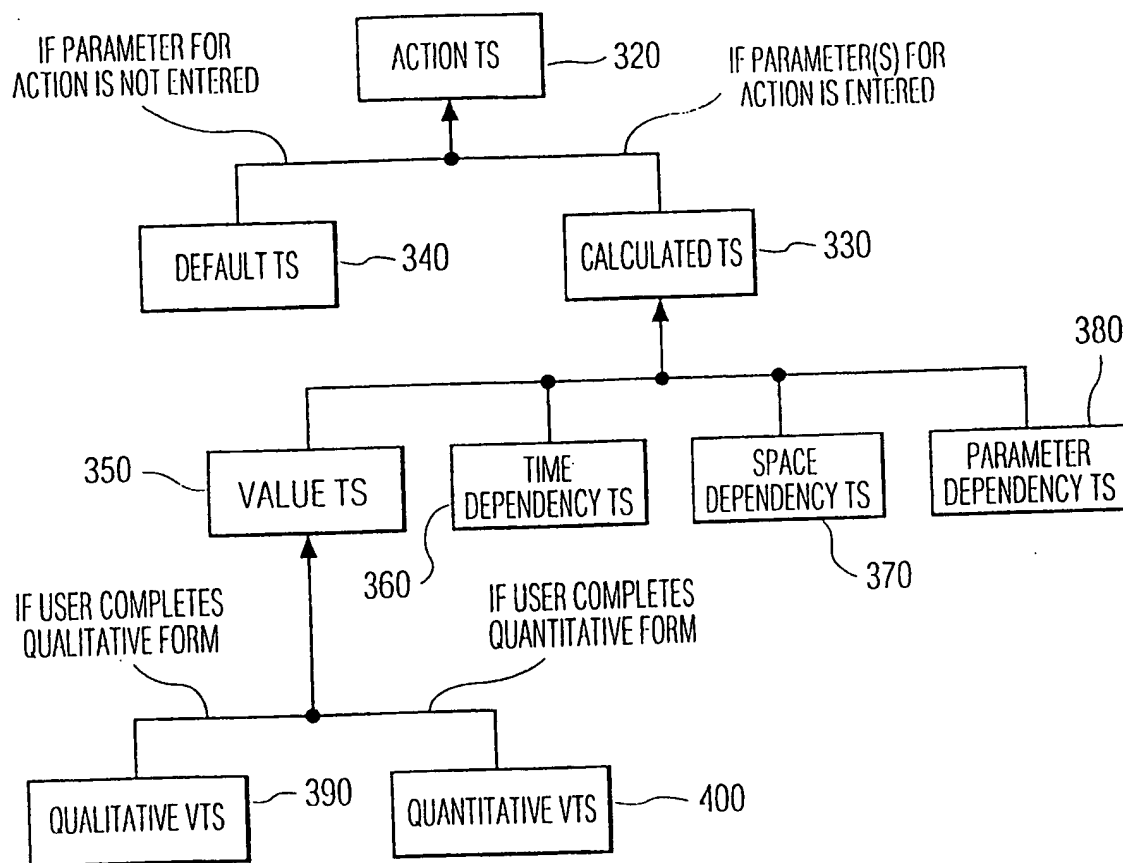 IF PARAMETER FOR
ACTION IS NOT ENTERED
ACTION TS
320
IF PARAMETER(S) FOR
ACTION IS ENTERED
DEFAULT TS
340
CALCULATED TS
330
380
350
VALUE TS
TIME
DEPENDENCY TS
SPACE
DEPENDENCY TS
PARAMETER
DEPENDENCY TS
360
370
IF USER COMPLETES
QUALITATIVE FORM
IF USER COMPLETES
QUANTITATIVE FORM
QUALITATIVE VTS
390
QUANTITATIVE VTS
400